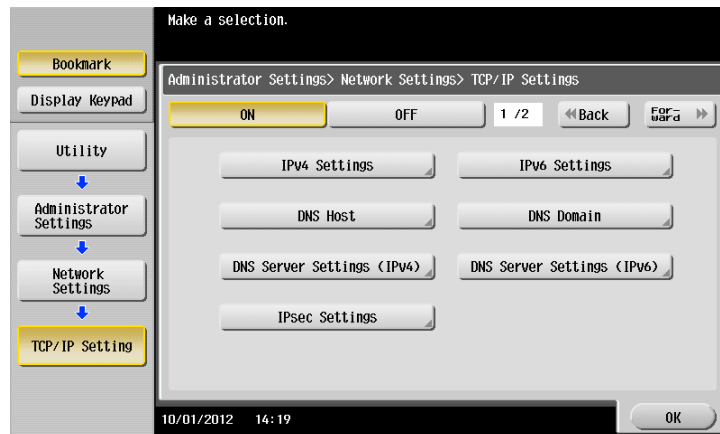 Make a selection.
Bookmark
Display Keypad
Utility
Administrator
Settings
Network
Settings
TCP/IP Setting
Administrator Settings> Network Settings> TCP/IP Settings
ON OFF 1 /2 Back For-
ward
IPv4 Settings IPv6 Settings
DNS Host DNS Domain
DNS Server Settings (IPv4) DNS Server Settings (IPv6)
IPsec Settings
10/01/2012 14:19
OK